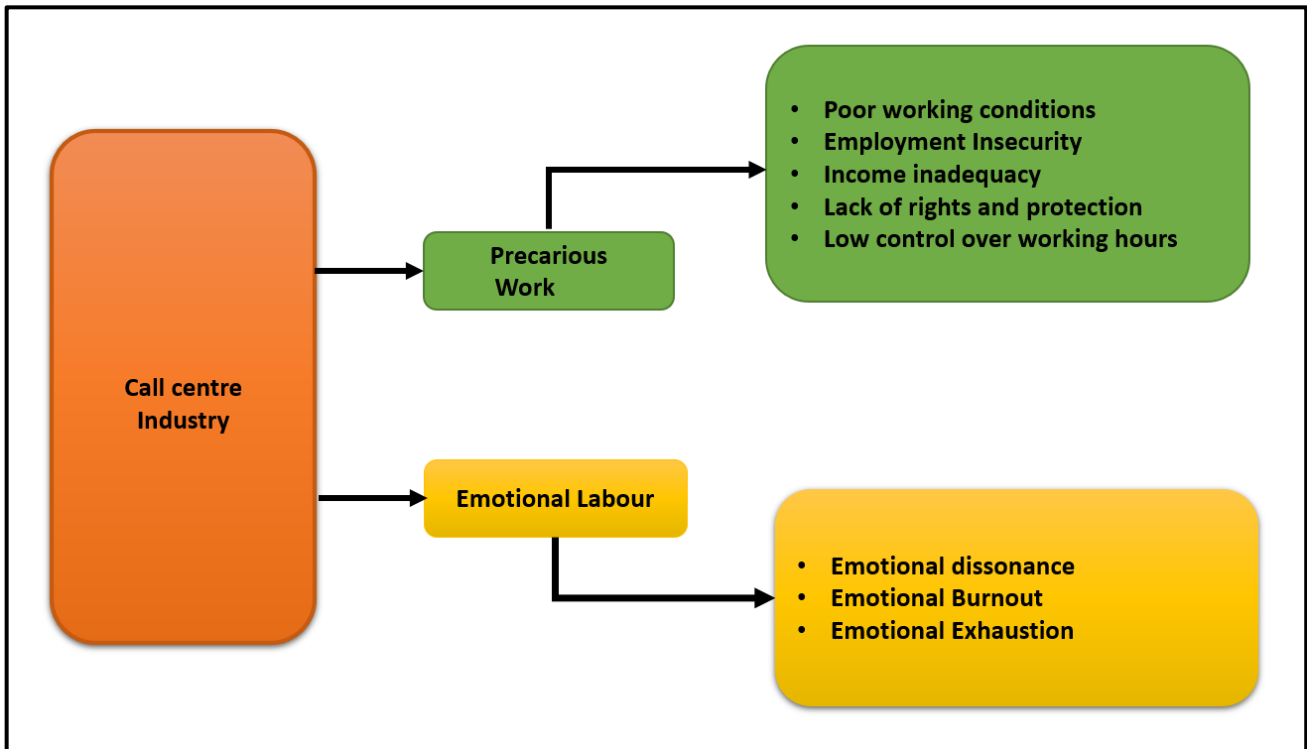 Call centre
Industry
Precarious
Work
• Poor working conditions
• Employment Insecurity
• Income inadequacy
• Lack of rights and protection
• Low control over working hours
Emotional Labour
• Emotional dissonance
• Emotional Burnout
• Emotional Exhaustion